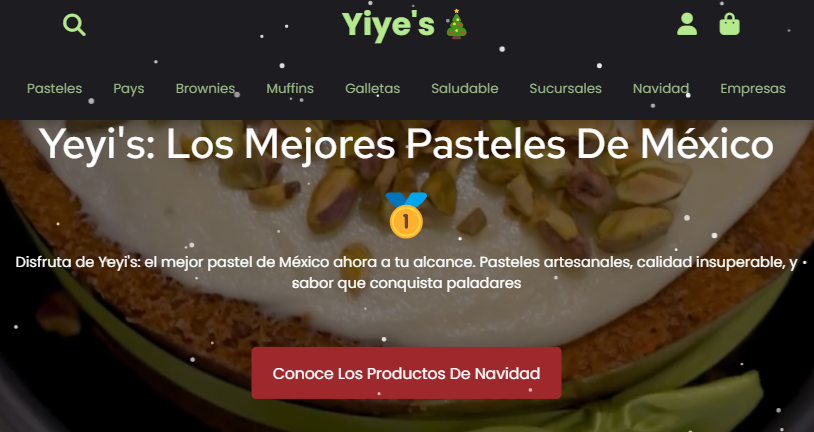 Yiye's 🎄
Pasteles Pays Brownies Muffins Galletas Saludable Sucursales Navidad Empresas
Yeyi's: Los Mejores Pasteles De México
🥇
Disfruta de Yeyi's: el mejor pastel de México ahora a tu alcance. Pasteles artesanales, calidad insuperable, y
sabor que conquista paladares
Conoce Los Productos De Navidad